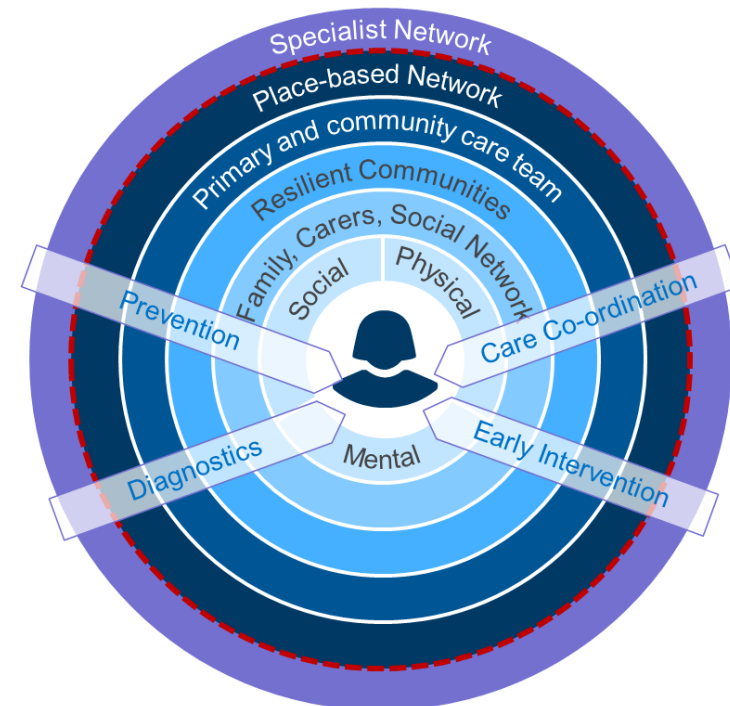 Specialist Network
Place-based Network
Primary and community care team
Resilient Communities
Family, Carers, Social Network
Social
Physical
Prevention
Care Co-ordination
Diagnostics
Mental
Early Intervention